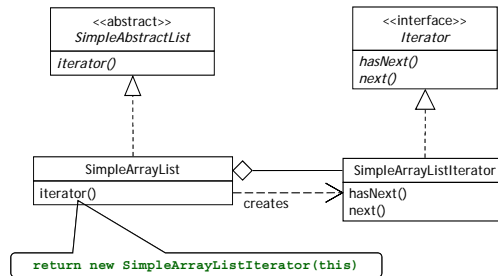 <<abstract>>
SimpleAbstractList
iterator()
<<interface>>
Iterator
hasNext()
next()
SimpleArrayList
iterator()
creates
SimpleArrayListIterator
hasNext()
next()
return new SimpleArrayListIterator(this)